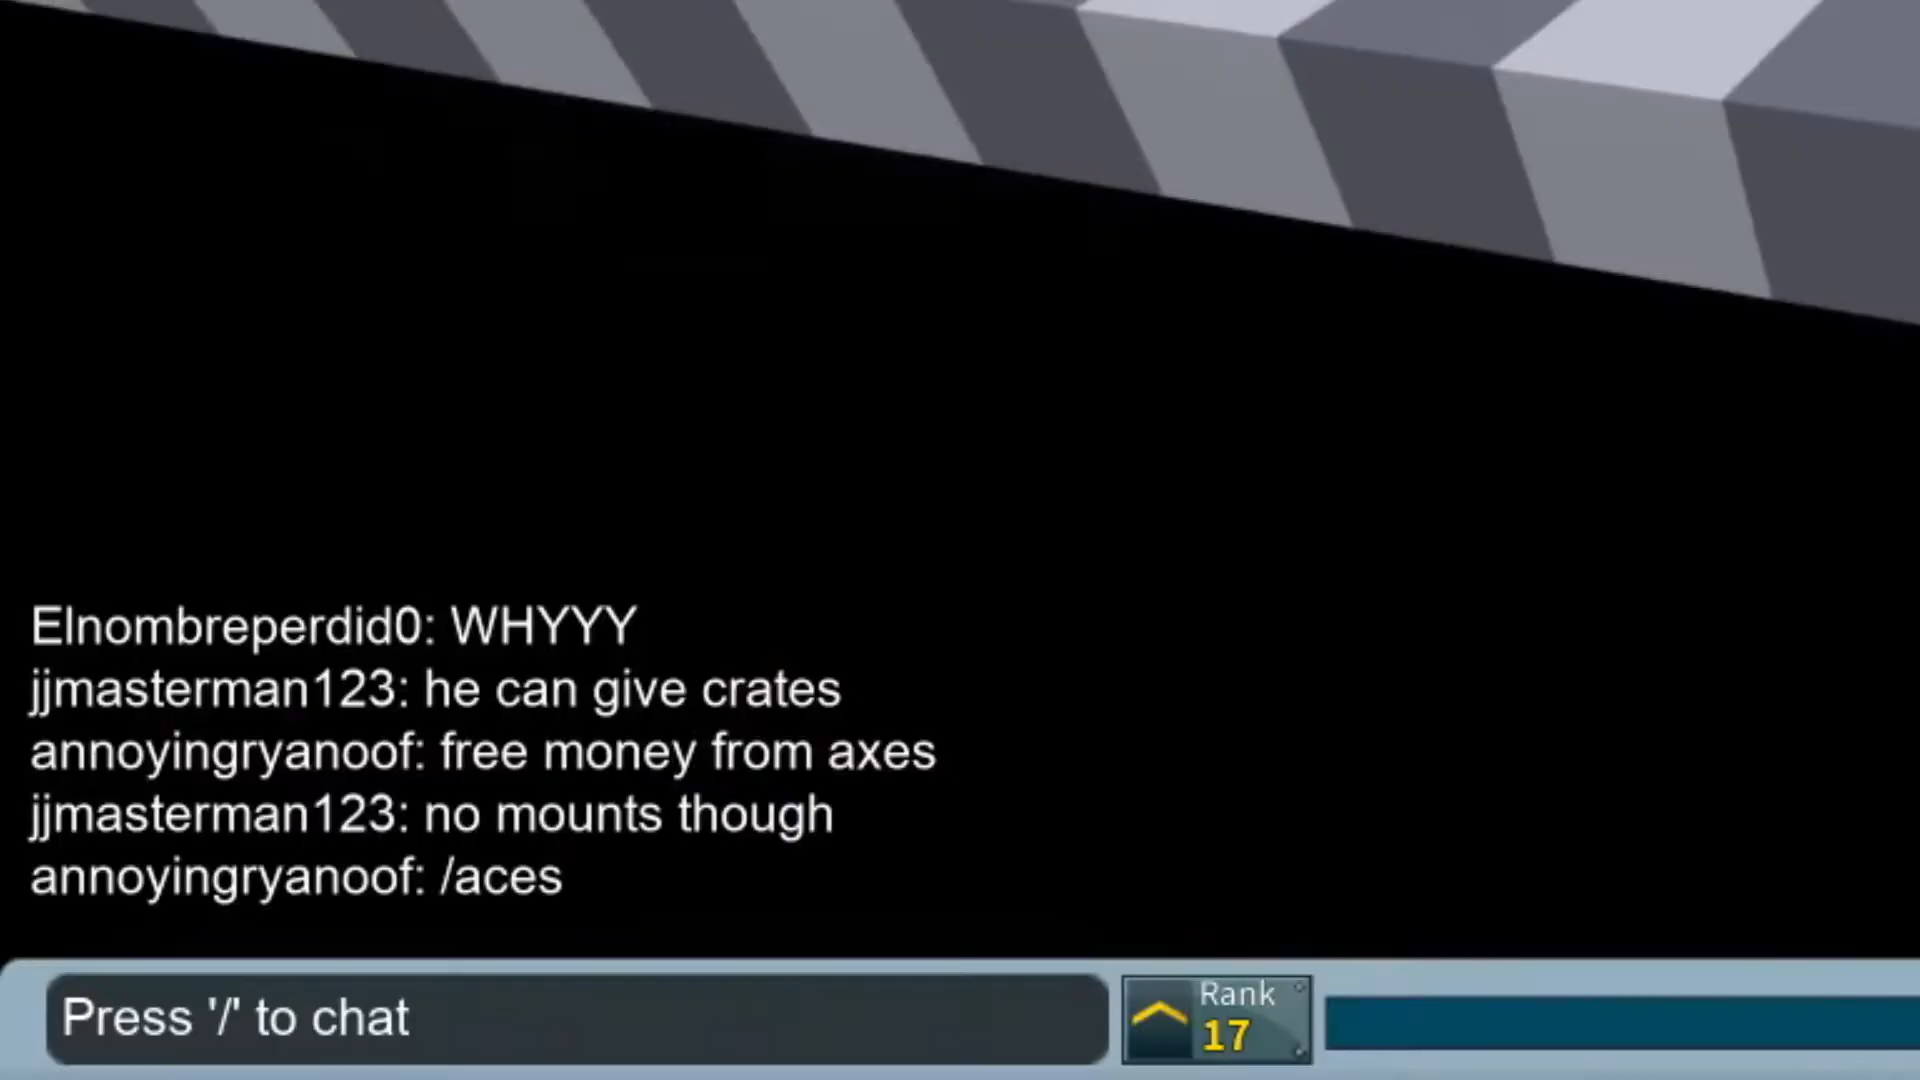 Elnombreperdid0: WHYYY
jjmasterman123: he can give crates
annoyingryanoof: free money from axes
jjmasterman123: no mounts though
annoyingryanoof: /aces
Press '/' to chat
Rank
17